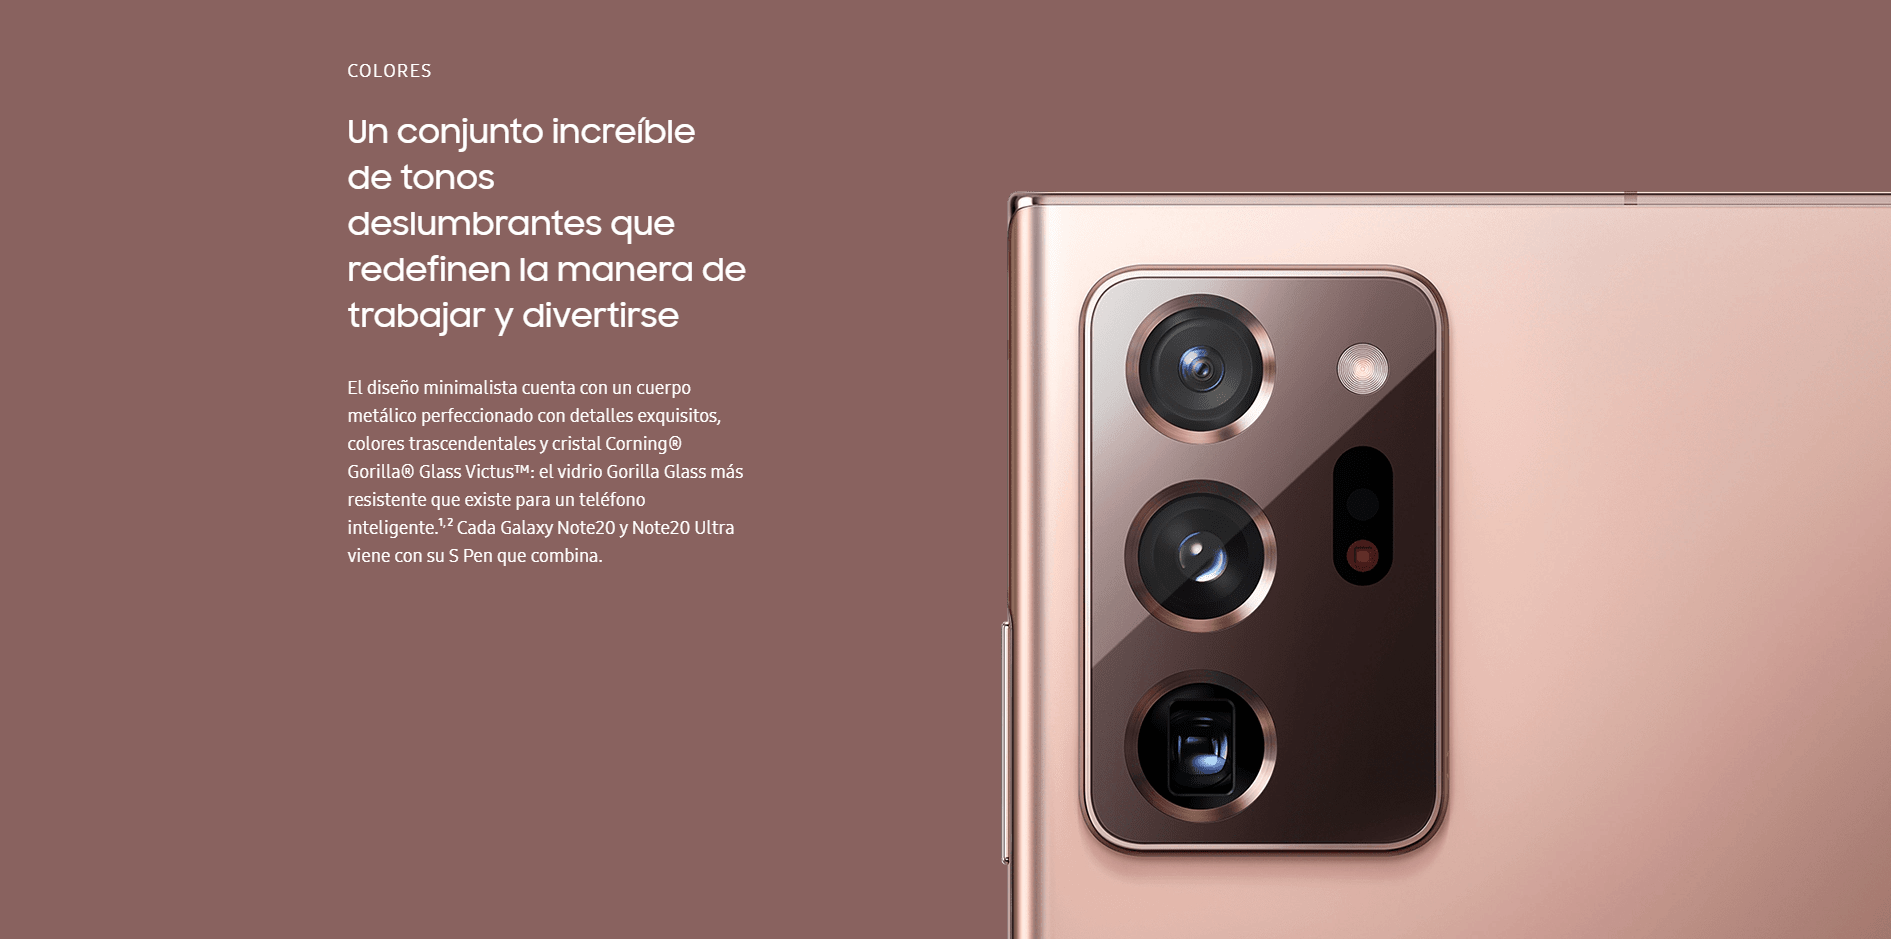 COLORES
Un conjunto increíble
de tonos
deslumbrantes que
redefinen la manera de
trabajar y divertirse
El diseño minimalista cuenta con un cuerpo
metálico perfeccionado con detalles exquisitos,
colores trascendentales y cristal Corning®
Gorilla® Glass Victus™: el vidrio Gorilla Glass más
resistente que existe para un teléfono
inteligente.1,2 Cada Galaxy Note20 y Note20 Ultra
viene con su S Pen que combina.